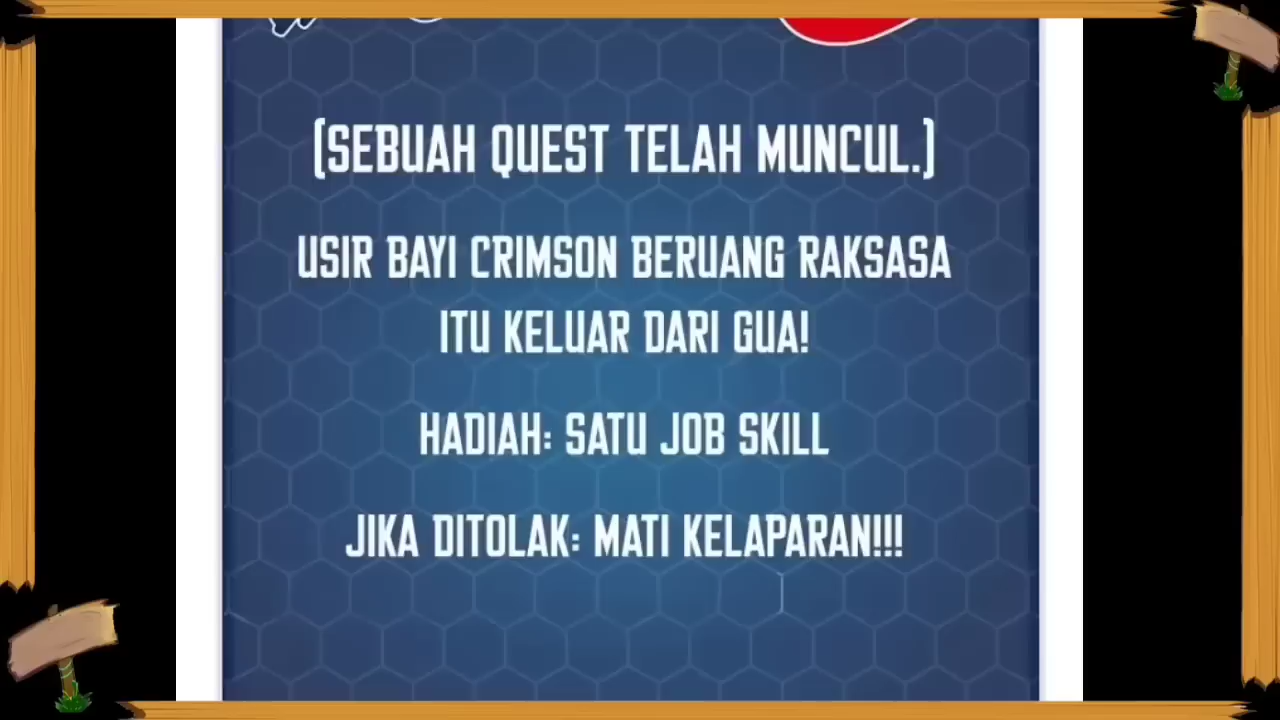 (SEBUAH QUEST TELAH MUNCUL.)
USIR BAYI CRIMSON BERUANG RAKSASA
ITU KELUAR DARI GUA!
HADIAH: SATU JOB SKILL
JIKA DITOLAK: MATI KELAPARAN!!!